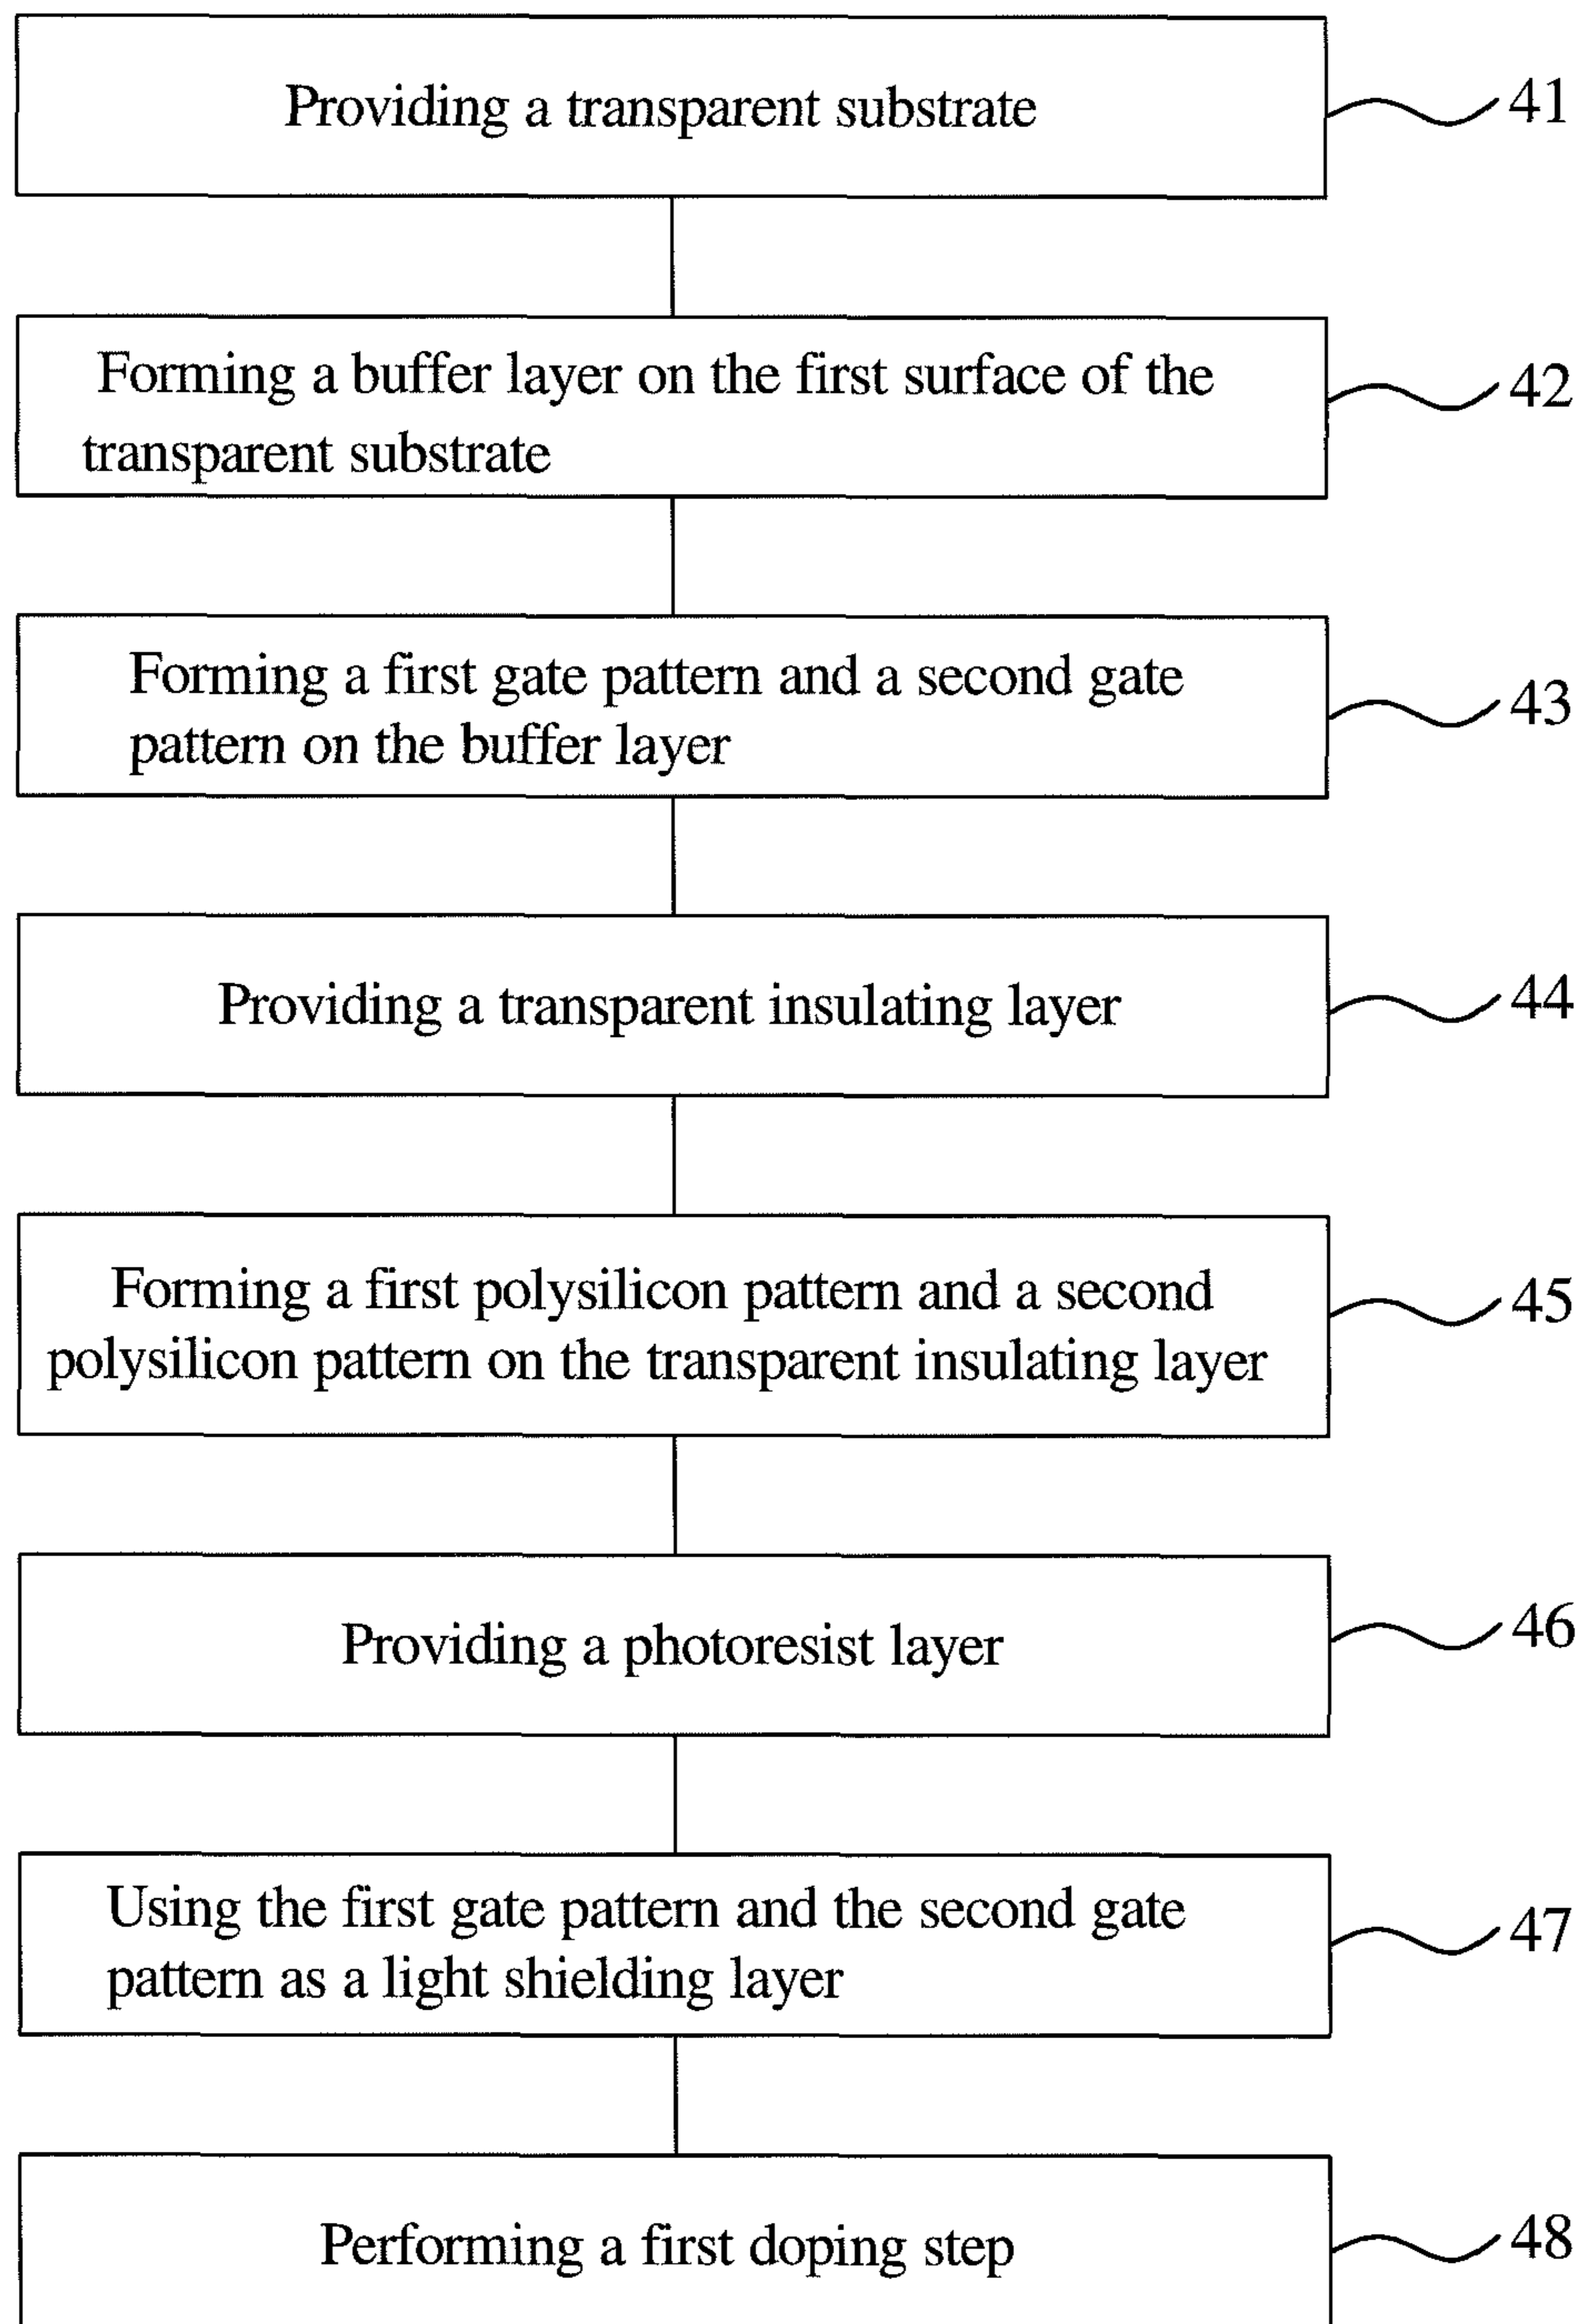 Providing a transparent substrate
41
Forming a buffer layer on the first surface of the
transparent substrate
42
Forming a first gate pattern and a second gate
pattern on the buffer layer
43
Providing a transparent insulating layer
44
Forming a first polysilicon pattern and a second
polysilicon pattern on the transparent insulating layer
45
Providing a photoresist layer
46
Using the first gate pattern and the second gate
pattern as a light shielding layer
47
Performing a first doping step
48